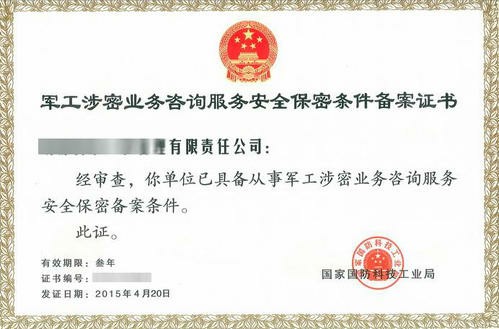 军工涉密业务咨询服务安全保密条件备案证书
理有限责任公司：
经审查，你单位已具备从事军工涉密业务咨询服务
安全保密备案条件。
此证。
有效期限：叁年
证书编号：
发证日期：2015年4月20日
国家国防科技工业局
国家国防科技工业局